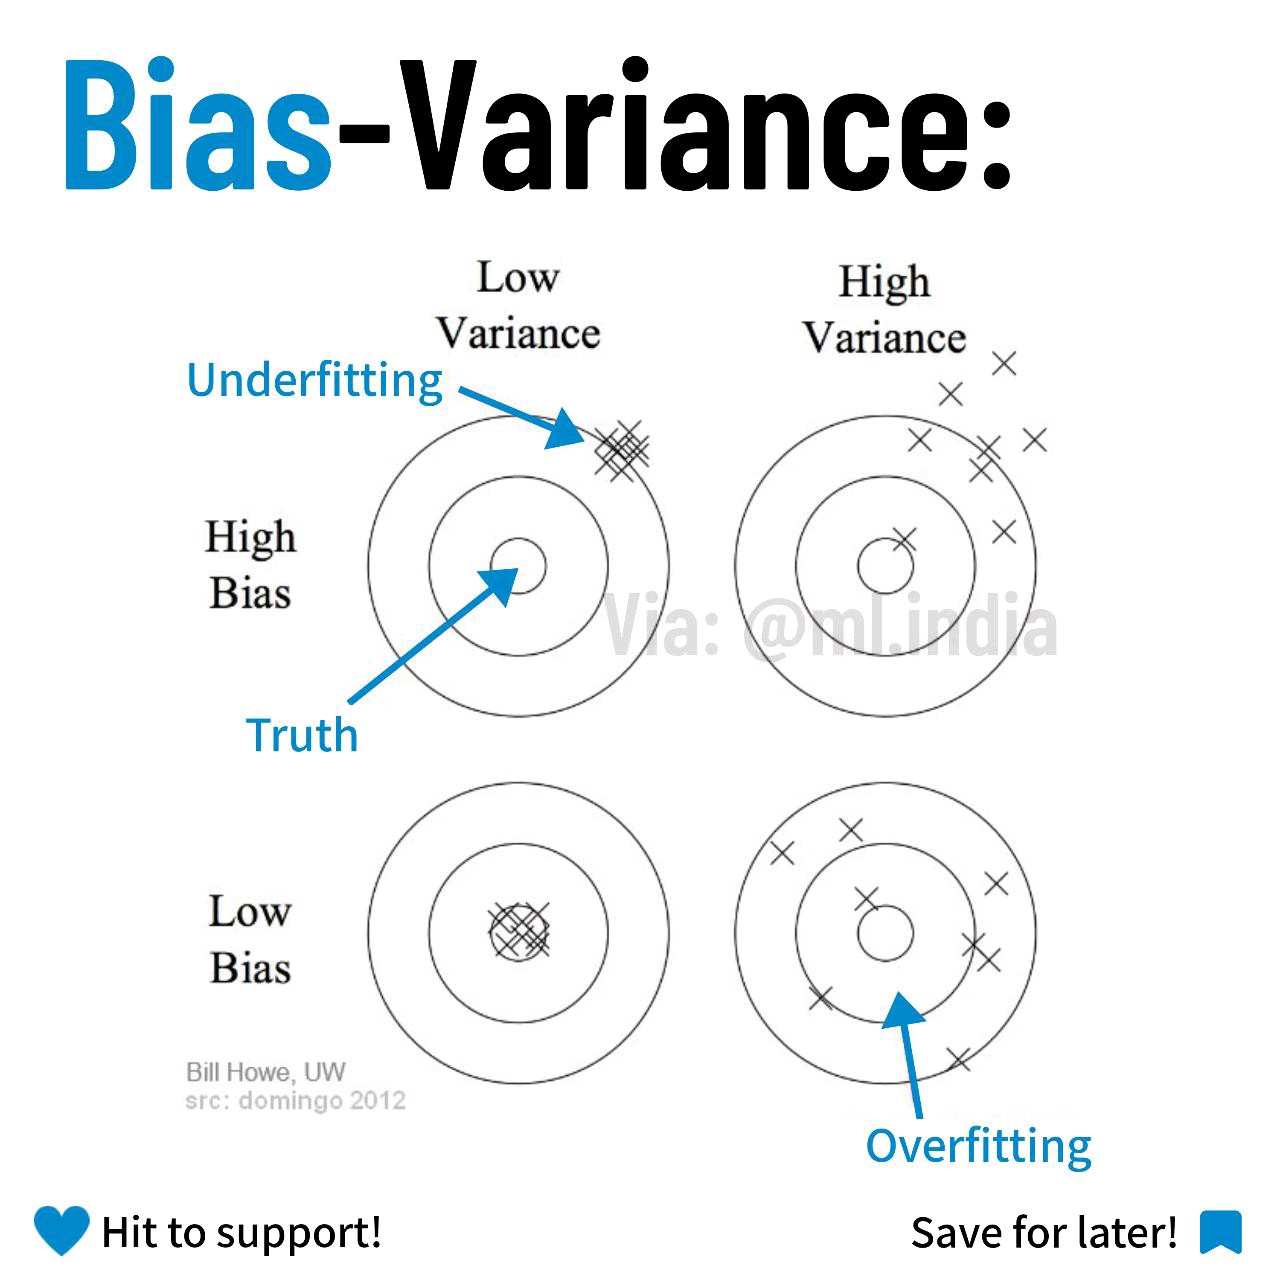 Bias-Variance:
Low
Variance
High
Variance
Underfitting
High
Bias
Via: @ml.india
Truth
Low
Bias
Bill Howe, UW
src: domingo 2012
Overfitting
Hit to support!
Save for later!